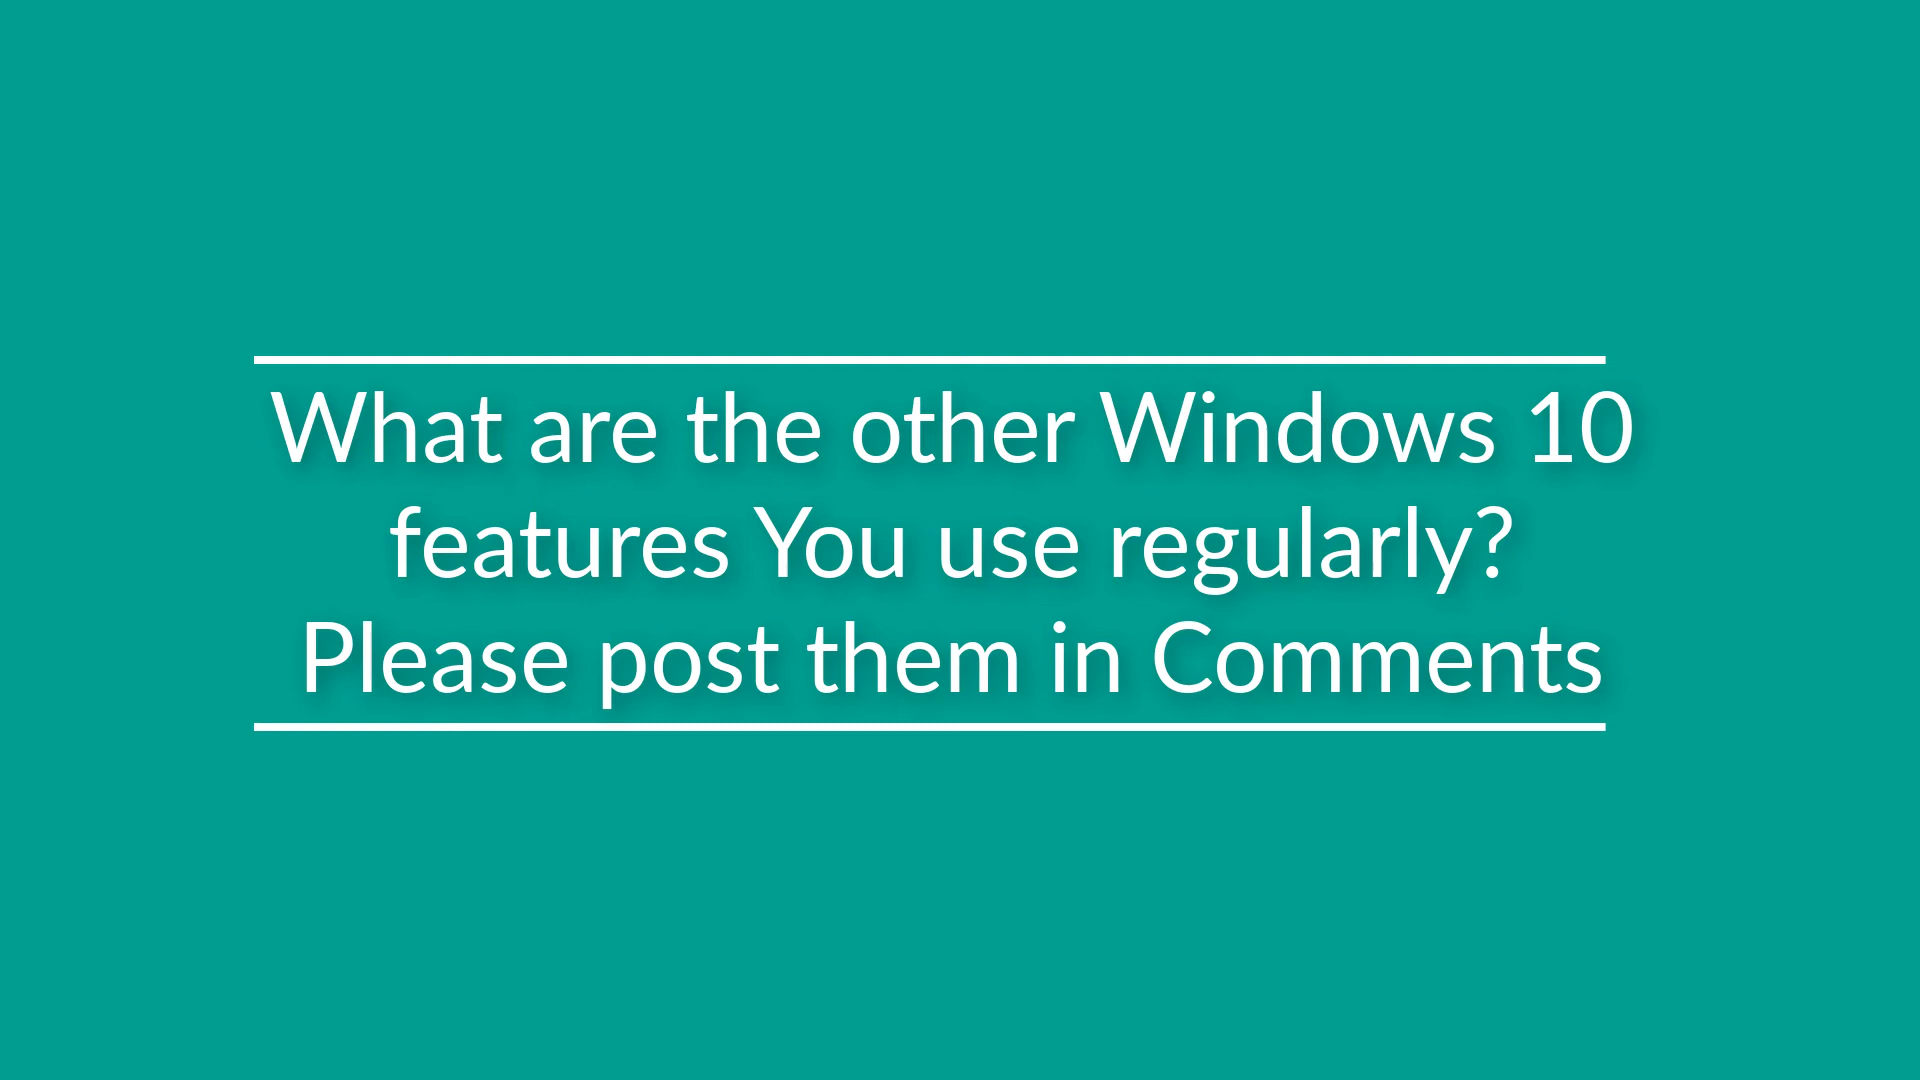 What are the other Windows 10
features You use regularly?
Please post them in Comments